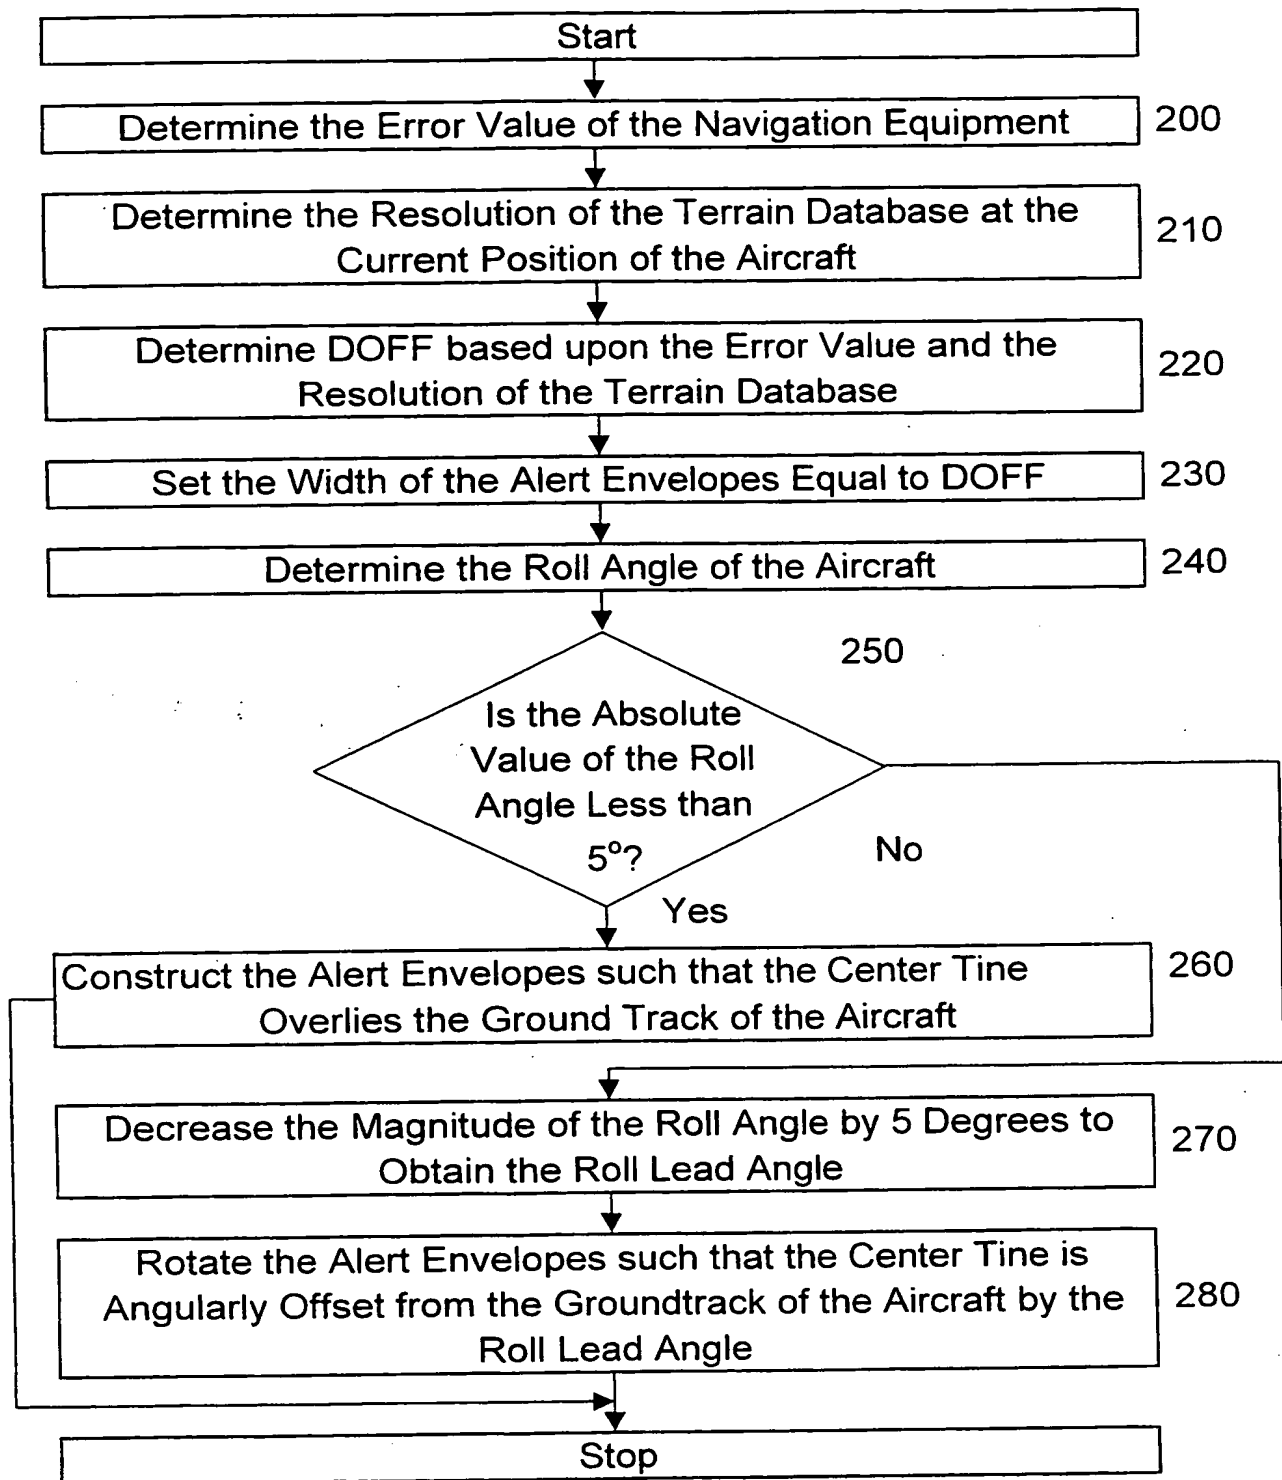 Start
Determine the Error Value of the Navigation Equipment
200
Determine the Resolution of the Terrain Database at the
Current Position of the Aircraft
210
Determine DOFF based upon the Error Value and the
Resolution of the Terrain Database
220
Set the Width of the Alert Envelopes Equal to DOFF
230
Determine the Roll Angle of the Aircraft
240
250
Is the Absolute
Value of the Roll
Angle Less than
5º?
No
Yes
Construct the Alert Envelopes such that the Center Tine
Overlies the Ground Track of the Aircraft
260
Decrease the Magnitude of the Roll Angle by 5 Degrees to
Obtain the Roll Lead Angle
270
Rotate the Alert Envelopes such that the Center Tine is
Angularly Offset from the Groundtrack of the Aircraft by the
Roll Lead Angle
280
Stop